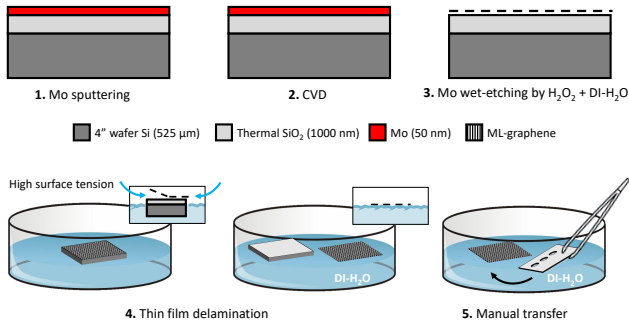 1. Mo sputtering
2. CVD
3. Mo wet-etching by H₂O₂ + DI-H₂O
4” wafer Si (525 µm)
Thermal SiO₂ (1000 nm)
Mo (50 nm)
ML-graphene
High surface tension
DI-H₂O
DI-H₂O
4. Thin film delamination
5. Manual transfer